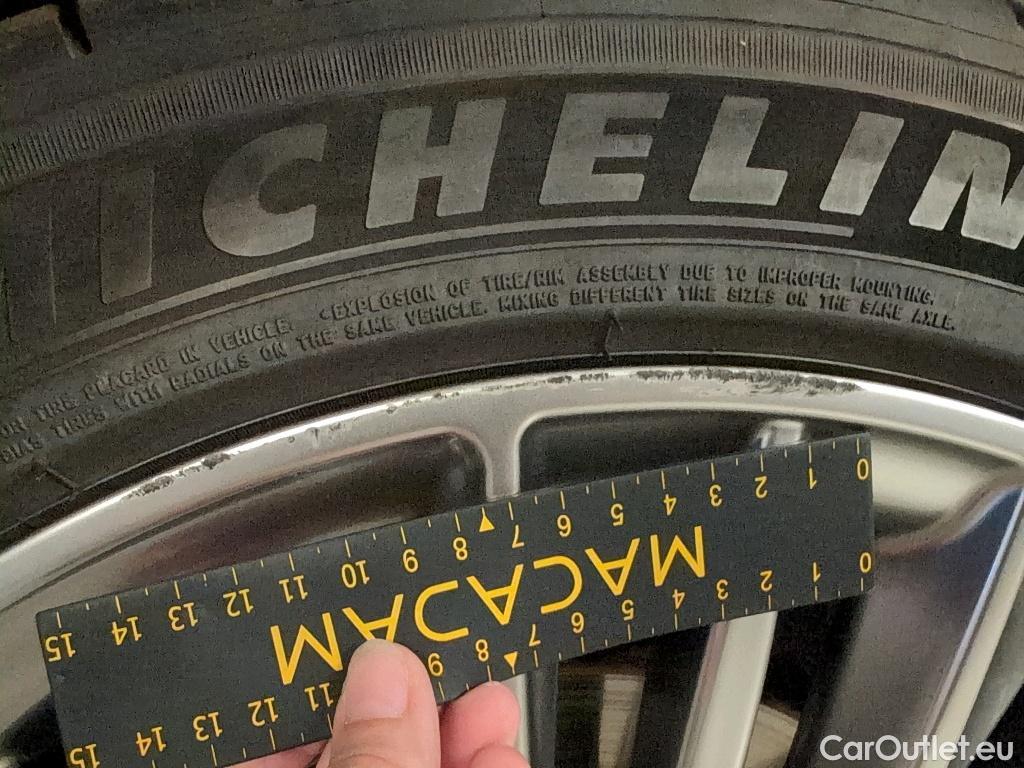 ICHELIN
PLACARD IN VEHICLE. <EXPLOSION OF TIRE/RIM ASSEMBLY DUE TO IMPROPER MOUNTING.
BIAS TIRES WITH RADIALS ON THE SAME VEHICLE. MIXING DIFFERENT TIRE SIZES ON THE SAME AXLE.
0 1 2 3 4 5 6 7 8 9 10 11 12 13 14 15
MACADAM
0 1 2 3 4 5 6 7 8 9 11 12 13 14 15
CarOutlet.eu